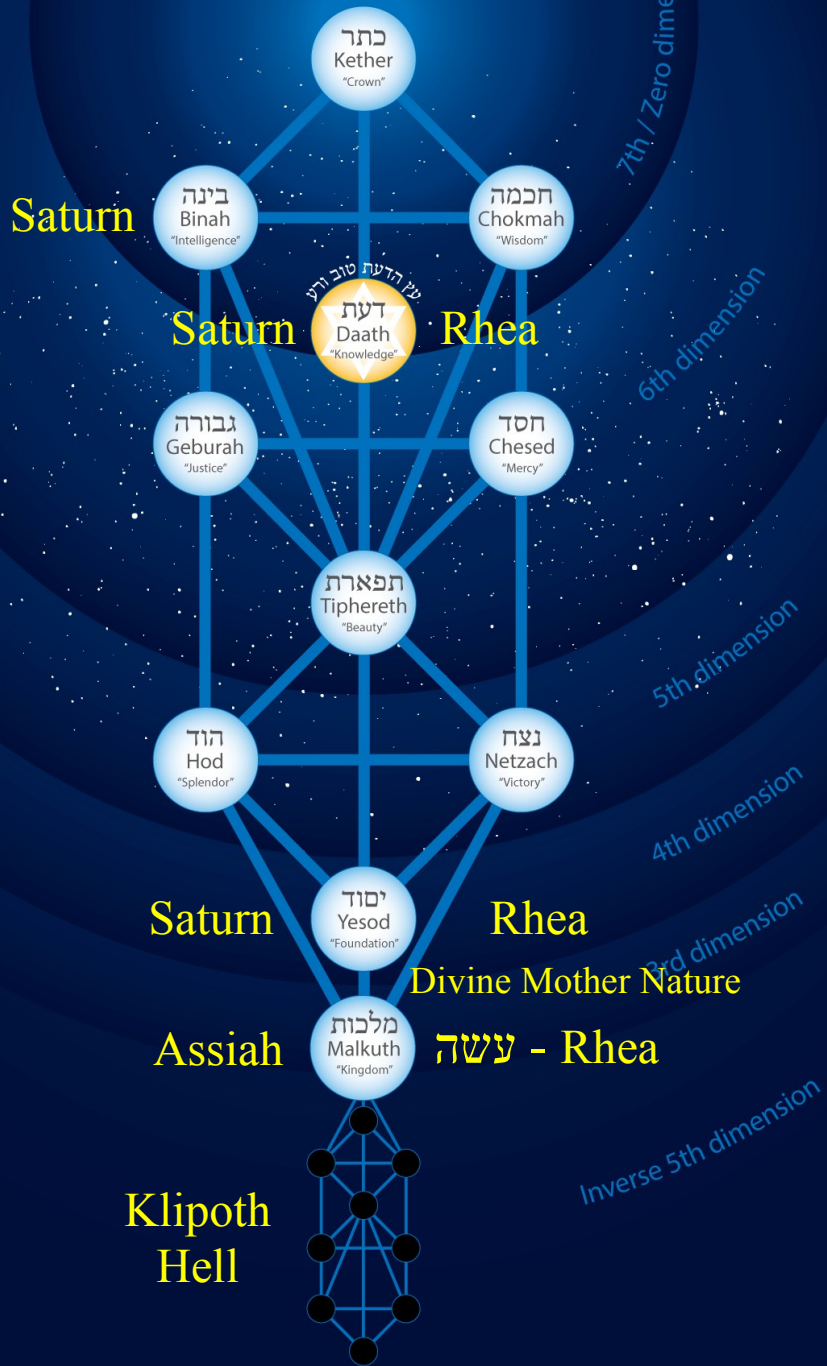 כתר
Kether
"Crown"
7th / Zero
Saturn
בינה
Binah
"Intelligence"
חכמה
Chokmah
"Wisdom"
עץ הדעת טוב ורע
Saturn
דעת
Daath
"Knowledge"
Rhea
6th dimension
גבורה
Geburah
"Justice"
חסד
Chesed
"Mercy"
תפארת
Tiphereth
"Beauty"
5th dimension
הוד
Hod
"Splendor"
נצח
Netzach
"Victory"
4th dimension
Saturn
יסוד
Yesod
"Foundation"
Rhea
3rd dimension
Divine Mother Nature
Assiah
מלכות
Malkuth
"Kingdom"
עשה - Rhea
Inverse 5th dimension
Klipoth
Hell